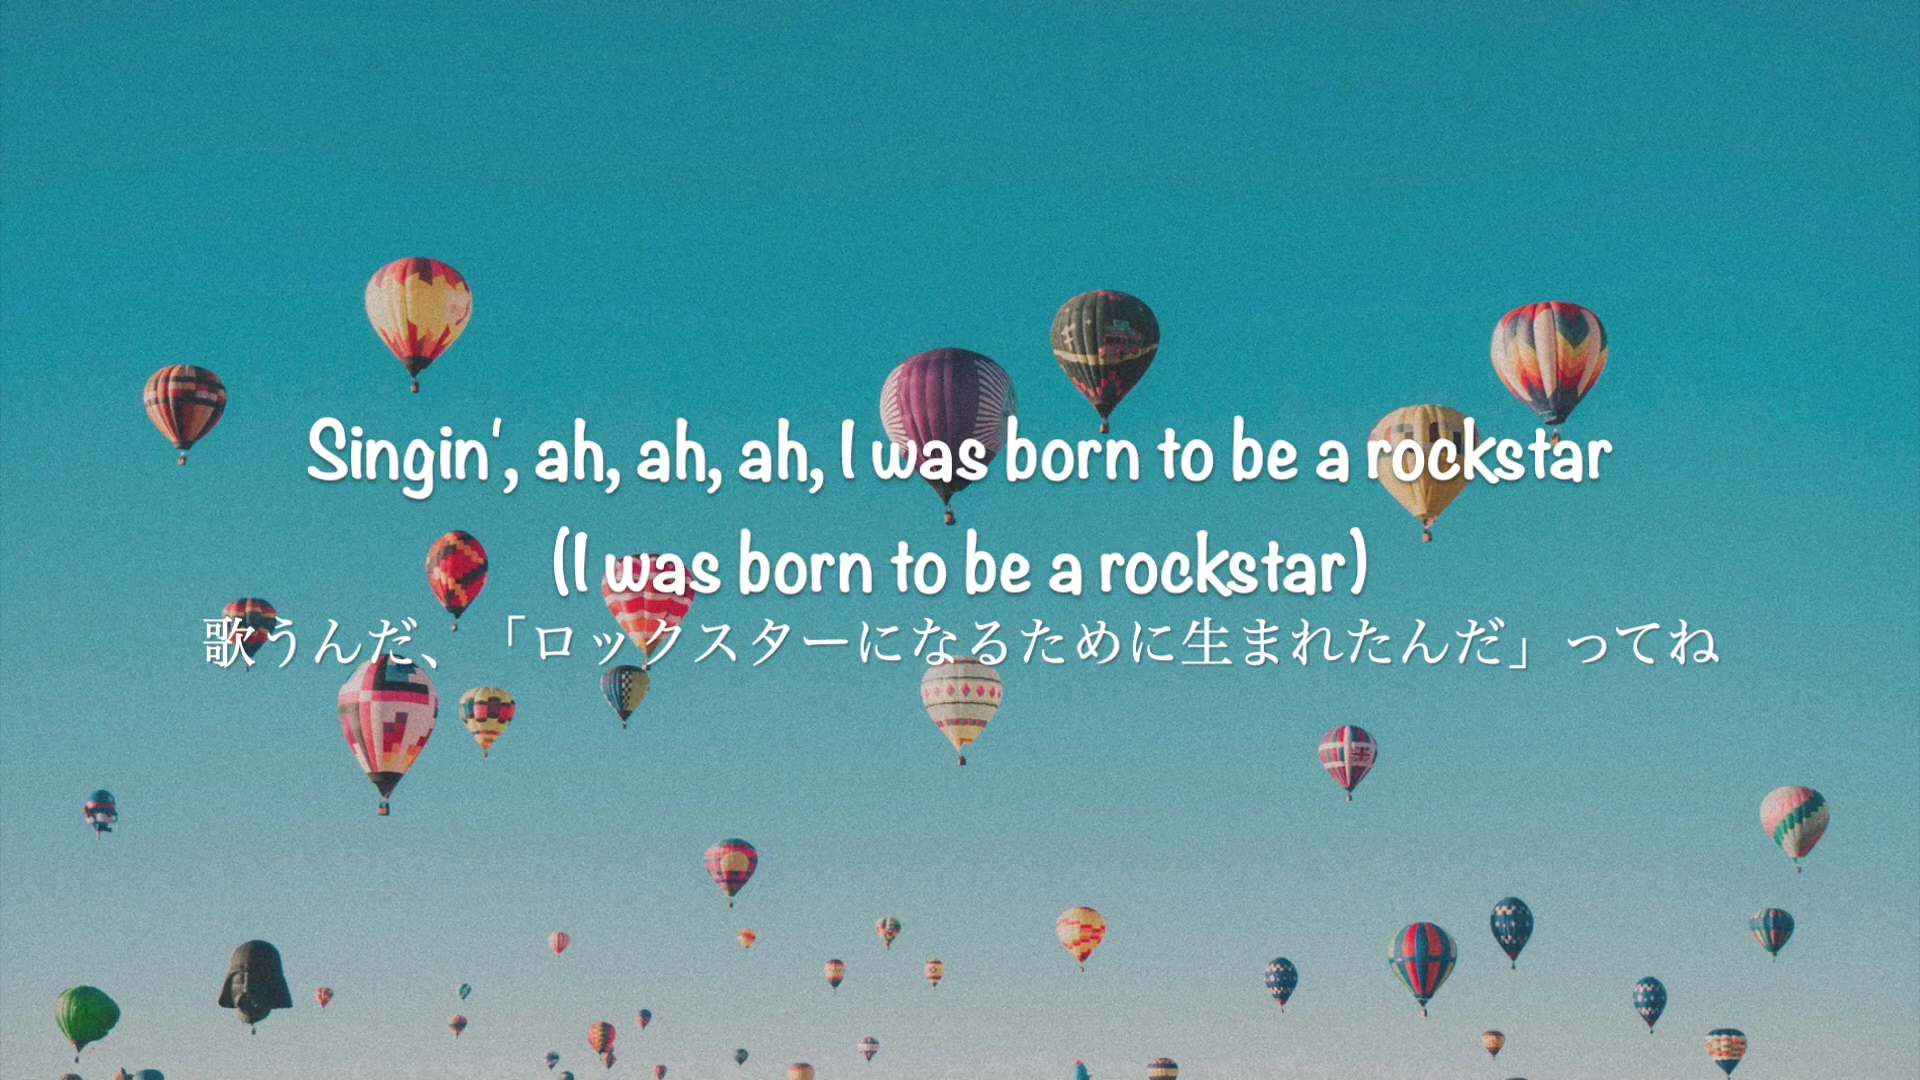 Singin', ah, ah, ah, I was born to be a rockstar
(I was born to be a rockstar)
歌うんだ、「ロックスターになるために生まれたんだ」ってね